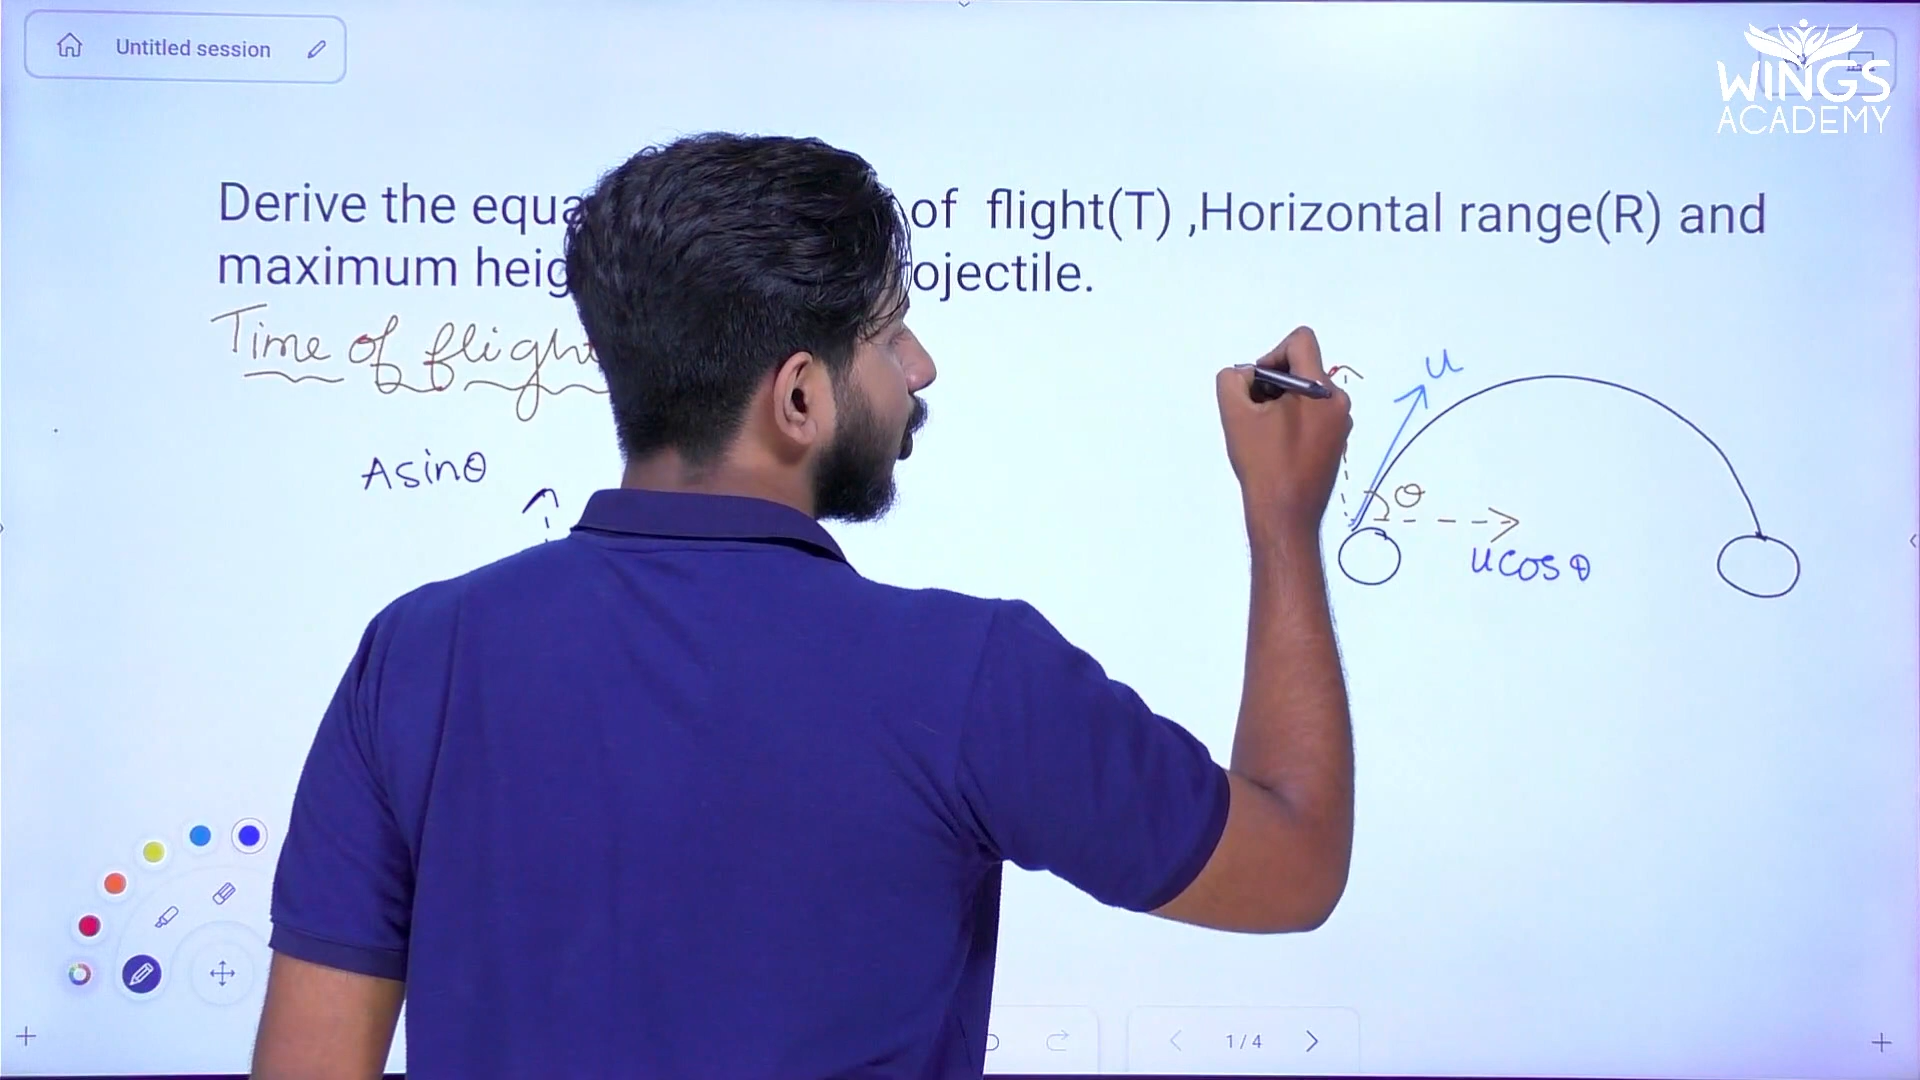 Untitled session
WINGS
ACADEMY
Derive the equa of flight(T) ,Horizontal range(R) and
maximum heig ojectile.
Time of flight
u
Asinθ
θ
ucosθ
1/4